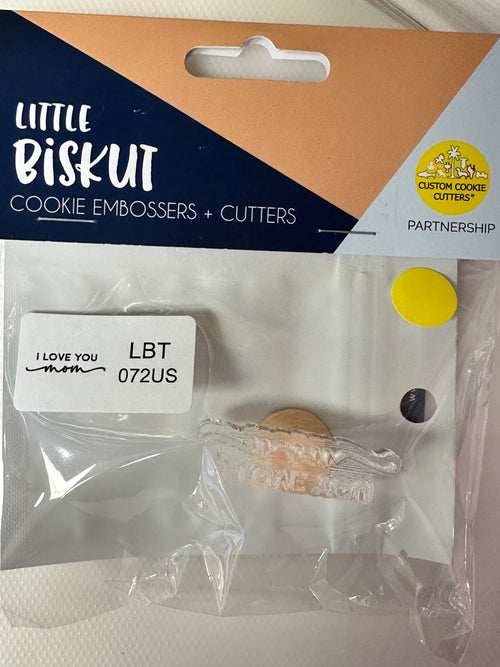 LITTLE
BiSKUT
COOKIE EMBOSSERS + CUTTERS
CUSTOM COOKIE
CUTTERS®
PARTNERSHIP
I LOVE YOU
mom
LBT
072US